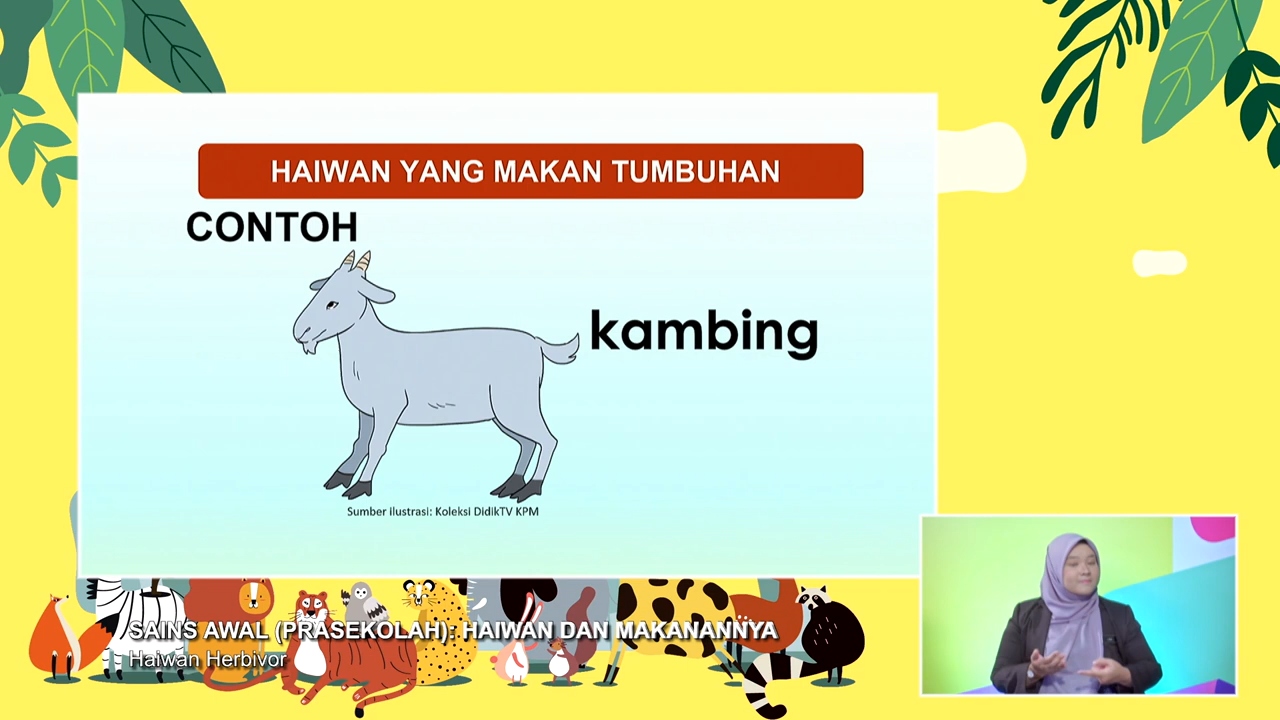 HAIWAN YANG MAKAN TUMBUHAN
CONTOH
kambing
Sumber ilustrasi: Koleksi DidikTV KPM
SAINS AWAL (PRASEKOLAH): HAIWAN DAN MAKANANNYA
Haiwan Herbivor